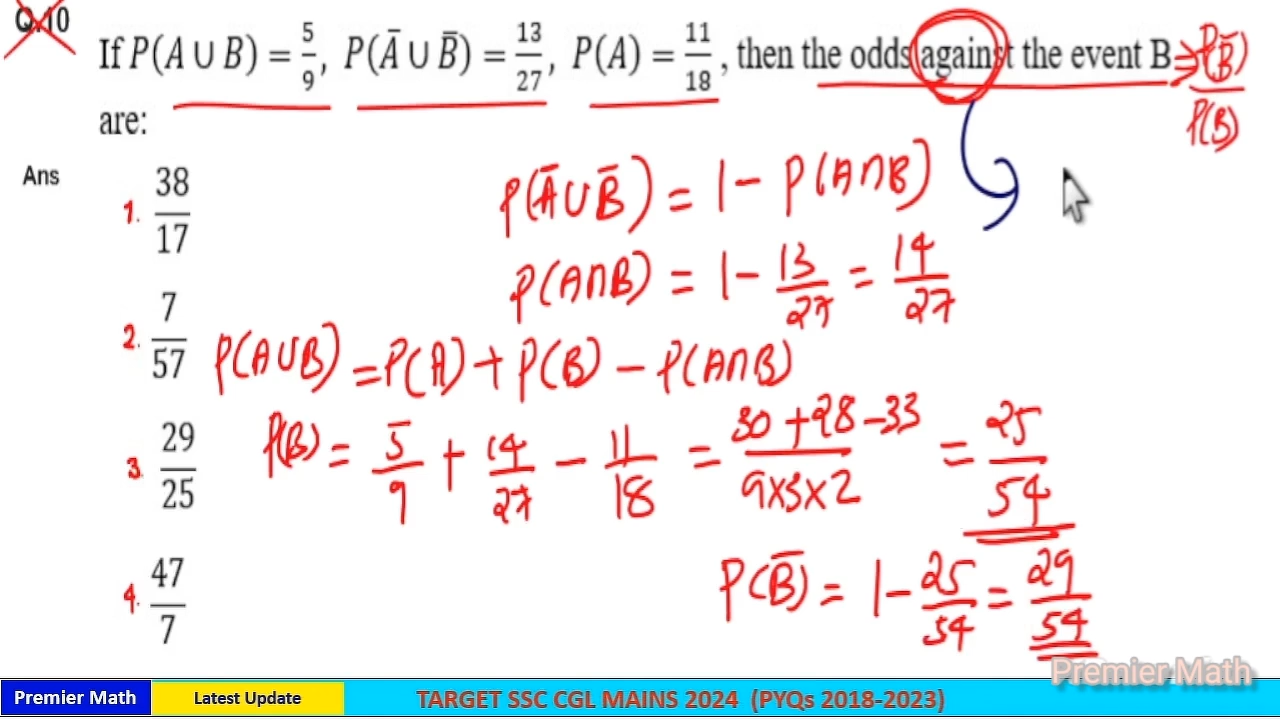 Q.10
If P(A ∪ B) = 5/9, P(Ā ∪ B̄) = 13/27, P(A) = 11/18, then the odds against the event B ⇒ P(B̄)/P(B)
are:
Ans
1. 38/17
P(Ā ∪ B̄) = 1 − P(A∩B)
P(A∩B) = 1 − 13/27 = 14/27
2. 7/57
P(A∪B) = P(A) + P(B) − P(A∩B)
3. 29/25
P(B) = 5/9 + 14/27 − 11/18 = 30+28−33/9×3×2 = 25/54
4. 47/7
P(B̄) = 1 − 25/54 = 29/54
Premier Math
Premier Math
Latest Update
TARGET SSC CGL MAINS 2024 (PYQs 2018-2023)